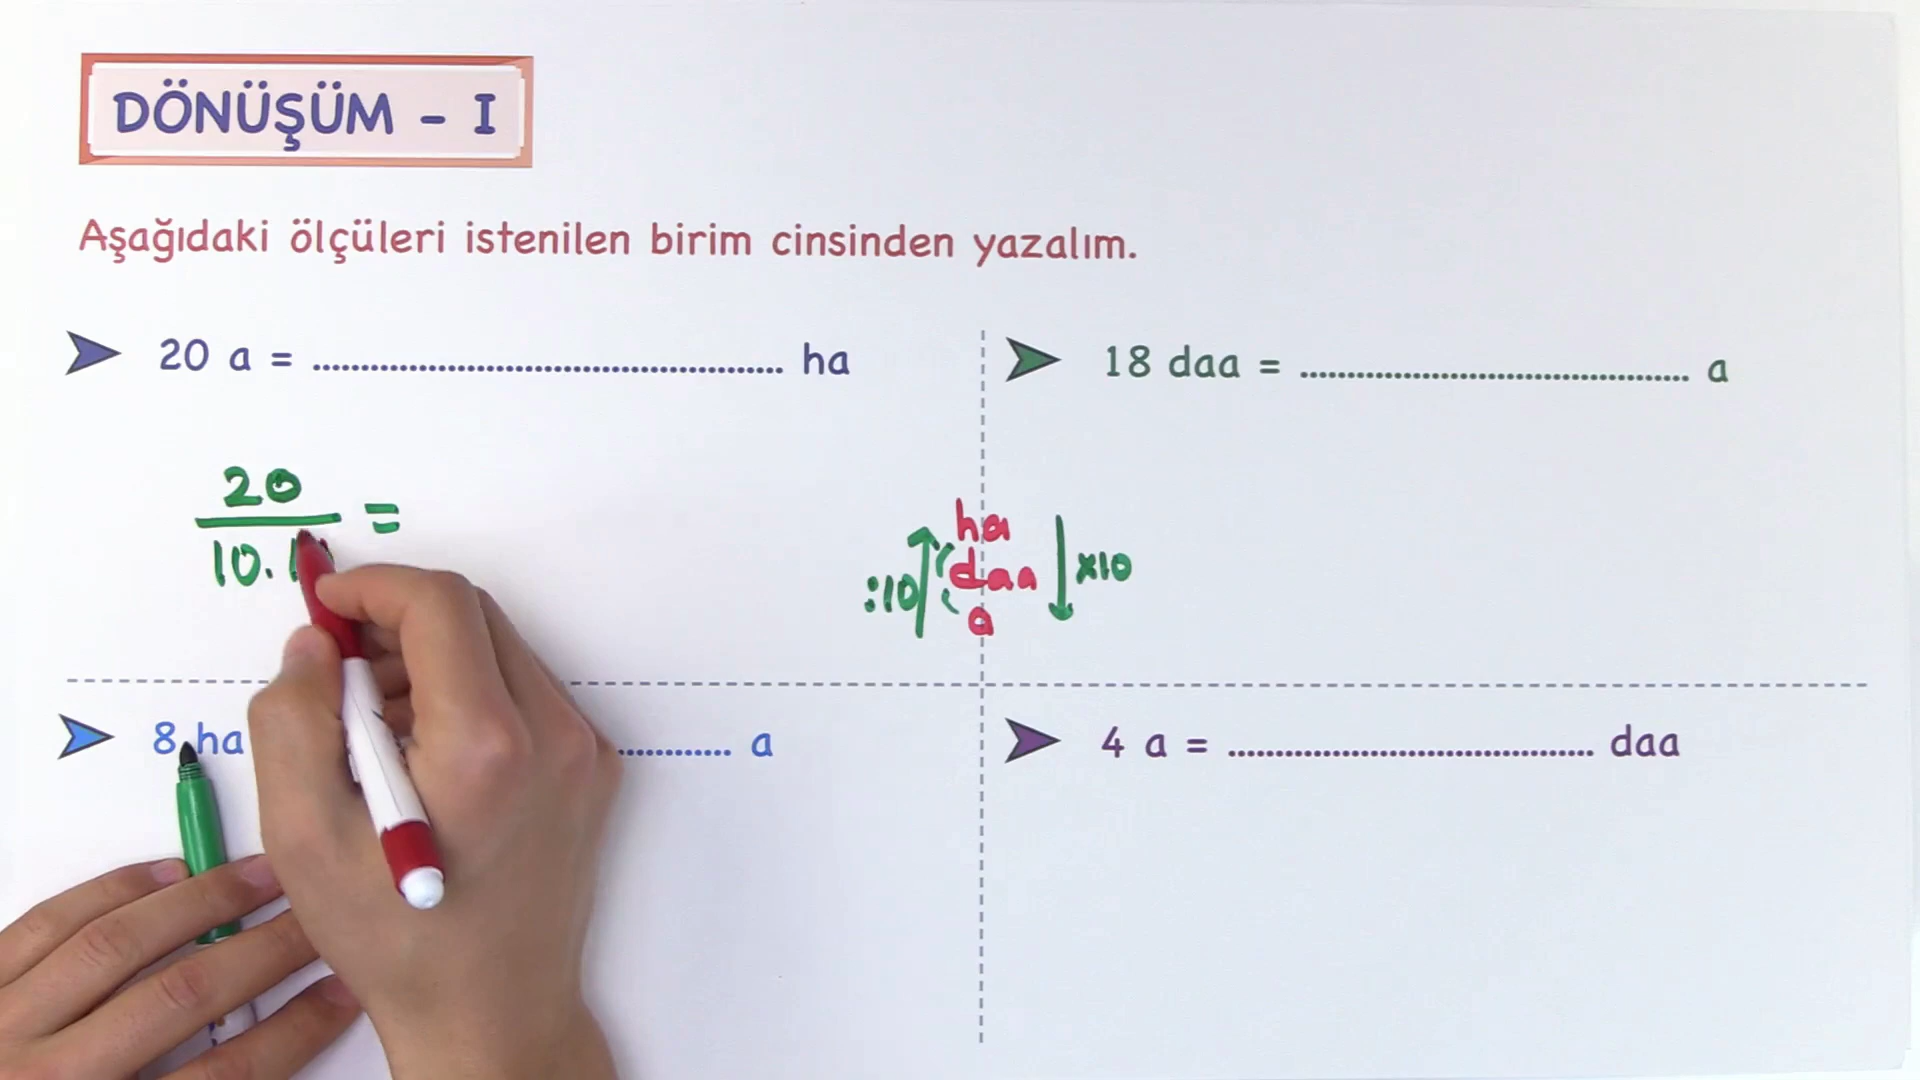 DÖNÜŞÜM - I
Aşağıdaki ölçüleri istenilen birim cinsinden yazalım.
20 a = ............................................... ha
18 daa = ....................................... a
20
=
10.
ha
daa
a
:10
x10
8 ha
............ a
4 a = ..................................... daa